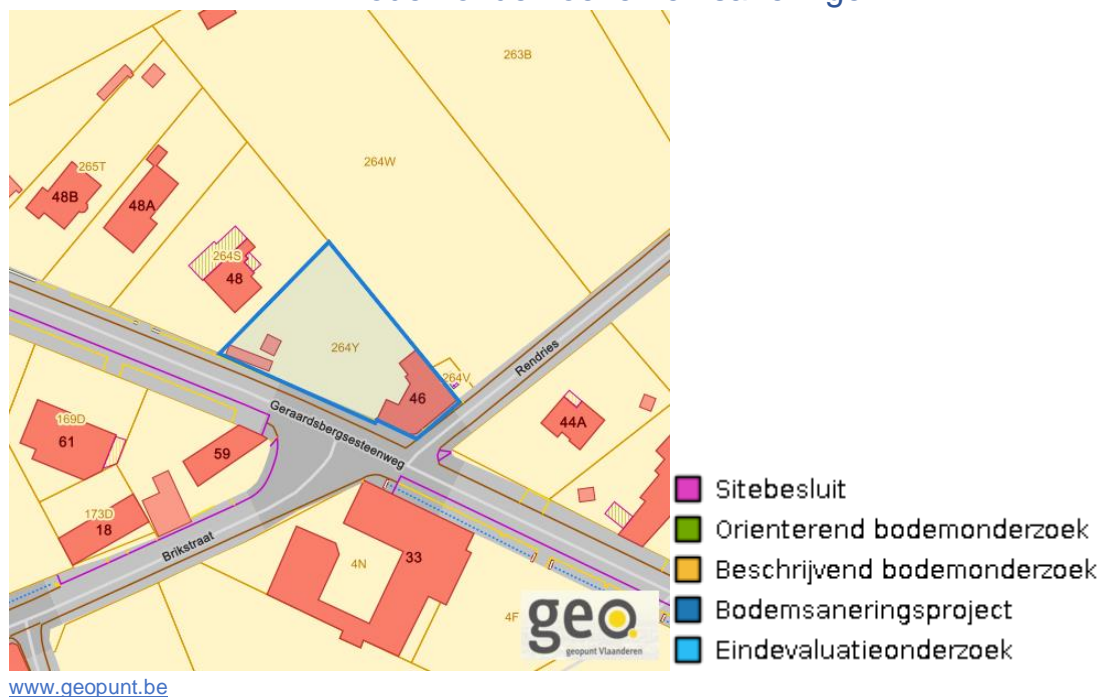 263B
264W
265T
48B
48A
264S
48
264Y
264V
46
Rendries
44A
Geraardsbergsesteenweg
169D
61
59
173D
18
Brikstraat
4N
33
4F
geo.
geopunt Vlaanderen
Sitebesluit
Orienterend bodemonderzoek
Beschrijvend bodemonderzoek
Bodemsaneringsproject
Eindevaluatieonderzoek
www.geopunt.be